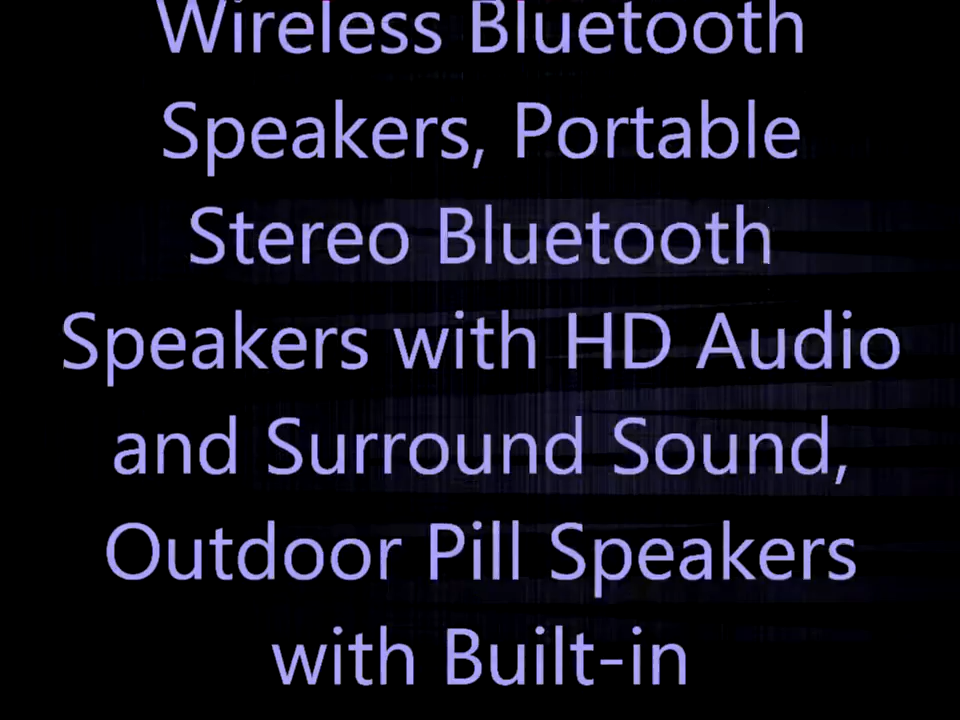 Wireless Bluetooth
Speakers, Portable
Stereo Bluetooth
Speakers with HD Audio
and Surround Sound,
Outdoor Pill Speakers
with Built-in